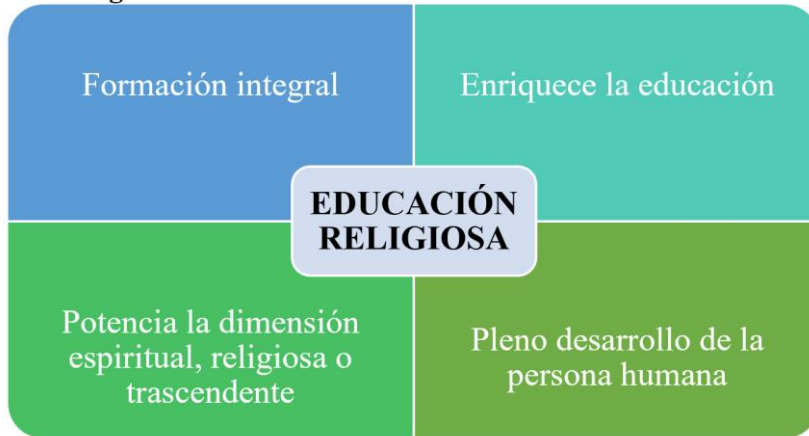 Formación integral
Enriquece la educación
EDUCACIÓN
RELIGIOSA
Potencia la dimensión
espiritual, religiosa o
trascendente
Pleno desarrollo de la
persona humana